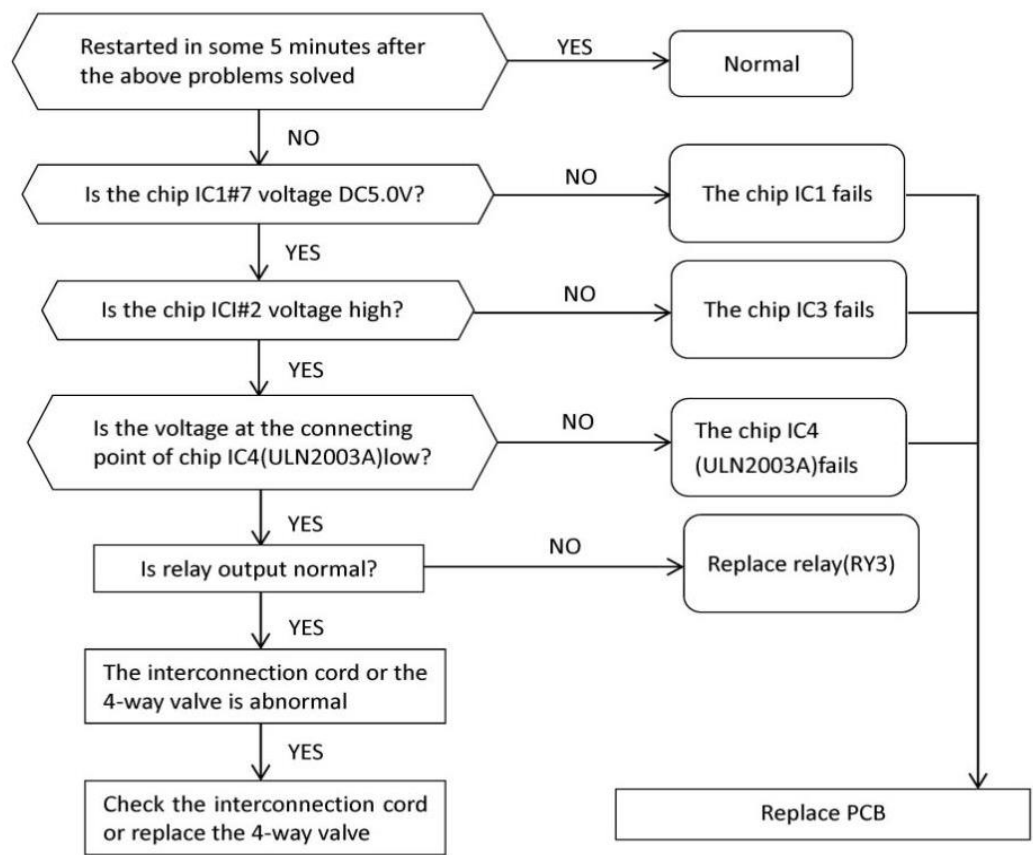 Restarted in some 5 minutes after
the above problems solved
YES
Normal
NO
Is the chip IC1#7 voltage DC5.0V?
NO
The chip IC1 fails
YES
Is the chip ICI#2 voltage high?
NO
The chip IC3 fails
YES
Is the voltage at the connecting
point of chip IC4(ULN2003A)low?
NO
The chip IC4
(ULN2003A)fails
YES
Is relay output normal?
NO
Replace relay(RY3)
YES
The interconnection cord or the
4-way valve is abnormal
YES
Check the interconnection cord
or replace the 4-way valve
Replace PCB